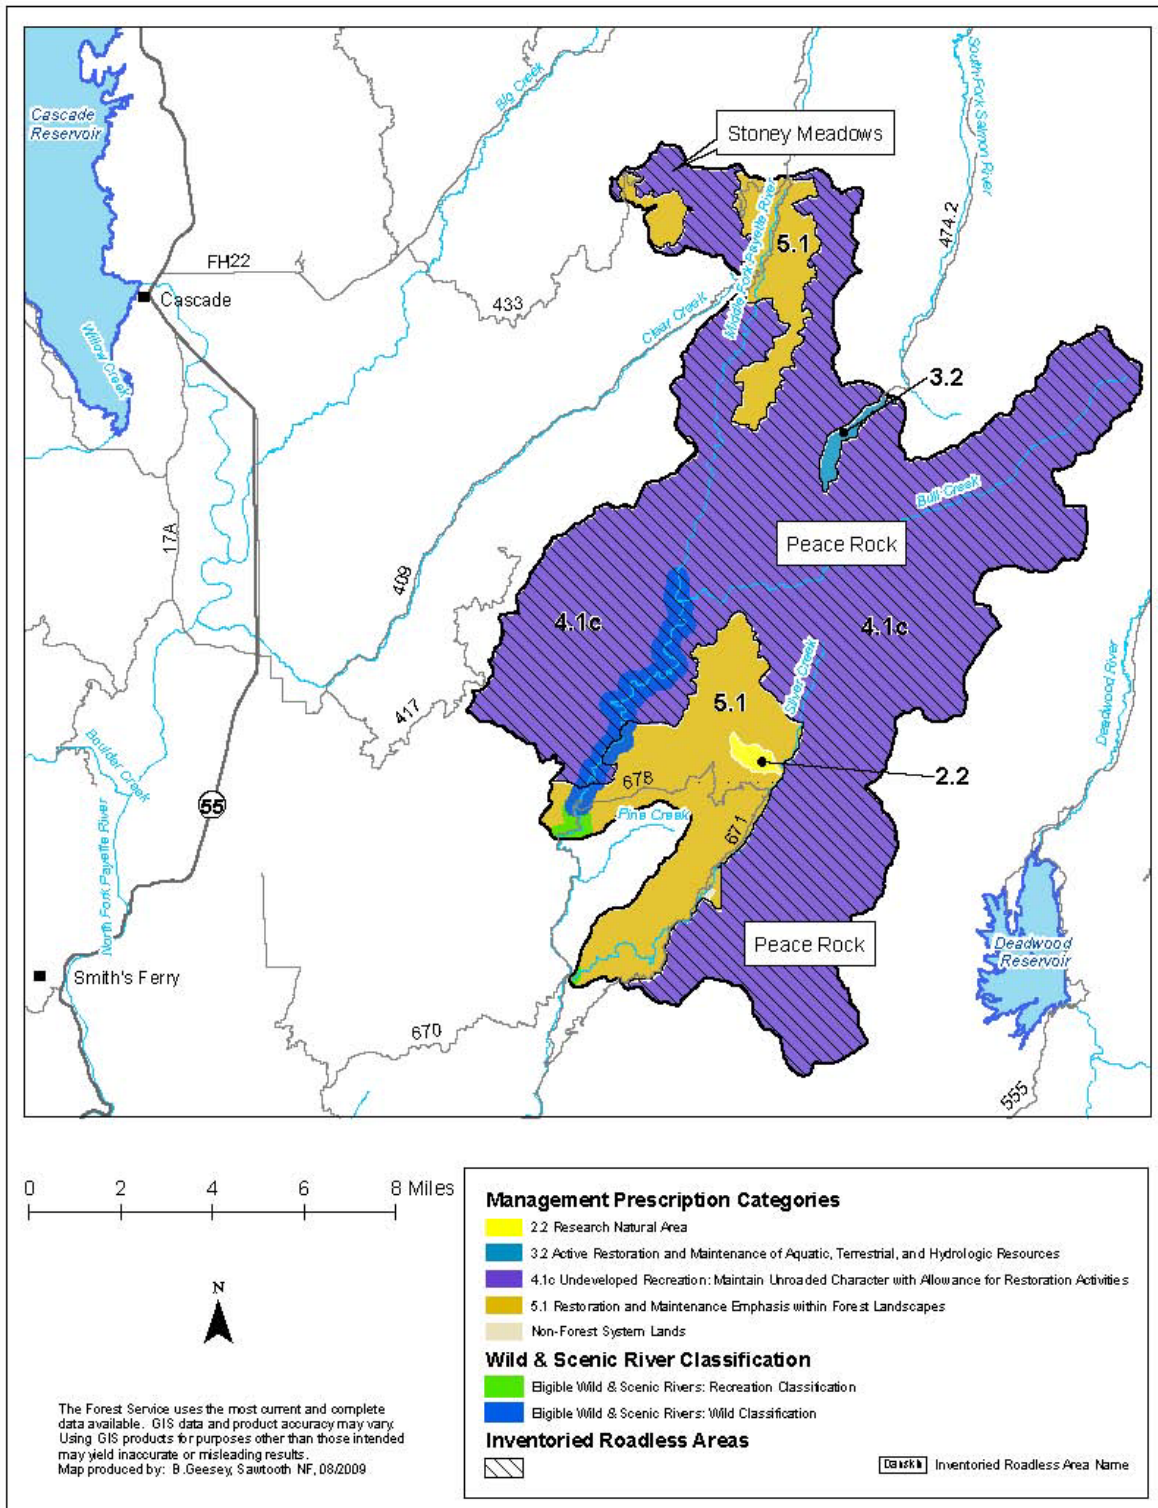 Cascade
Reservoir
Big Creek
South Fork Salmon River
Stoney Meadows
474.2
Middle Fork Payette River
5.1
FH22
433
Cascade
Clear Creek
Willow Creek
3.2
Bull Creek
17A
Peace Rock
409
4.1c
4.1c
Silver Creek
417
5.1
Deadwood River
Boulder Creek
678
2.2
55
Pine Creek
671
North Fork Payette River
Peace Rock
Deadwood
Reservoir
Smith's Ferry
670
555
0 2 4 6 8 Miles
N
The Forest Service uses the most current and complete
data available. GIS data and product accuracy may vary.
Using GIS products for purposes other than those intended
may yield inaccurate or misleading results.
Map produced by: B.Geesey, Sawtooth NF, 08/2009
Management Prescription Categories
2.2 Research Natural Area
3.2 Active Restoration and Maintenance of Aquatic, Terrestrial, and Hydrologic Resources
4.1c Undeveloped Recreation: Maintain Unroaded Character with Allowance for Restoration Activities
5.1 Restoration and Maintenance Emphasis within Forest Landscapes
Non-Forest System Lands
Wild & Scenic River Classification
Eligible Wild & Scenic Rivers: Recreation Classification
Eligible Wild & Scenic Rivers: Wild Classification
Inventoried Roadless Areas
Inventoried Roadless Area Name